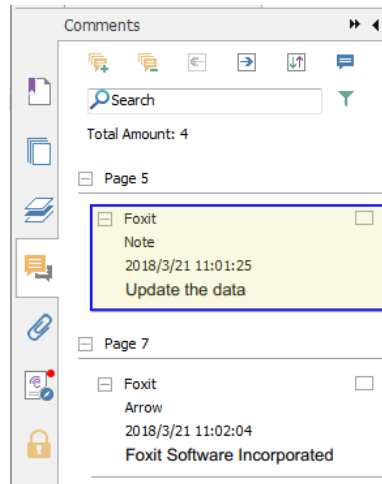 Comments
Search
Total Amount: 4
Page 5
Foxit
Note
2018/3/21 11:01:25
Update the data
Page 7
Foxit
Arrow
2018/3/21 11:02:04
Foxit Software Incorporated